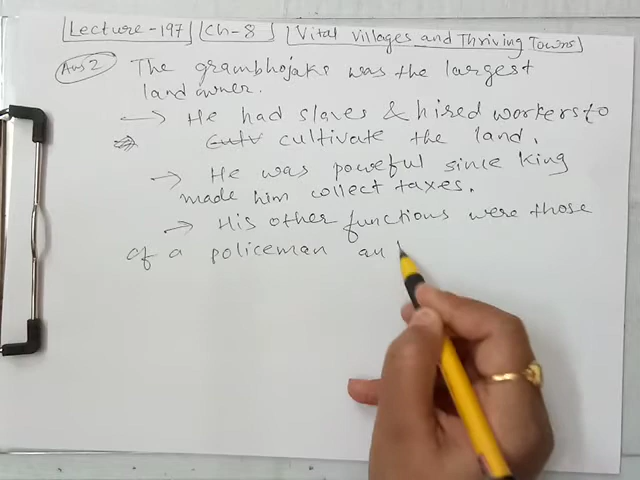 Lecture-197 Ch-8 Vital Villages and Thriving Towns
Ans 2 The grambhojaks was the largest
land owner.
→ He had slaves & hired workers to
cultivate the land.
→ He was poweful since king
made him collect taxes.
→ His other functions were those
of a policeman an